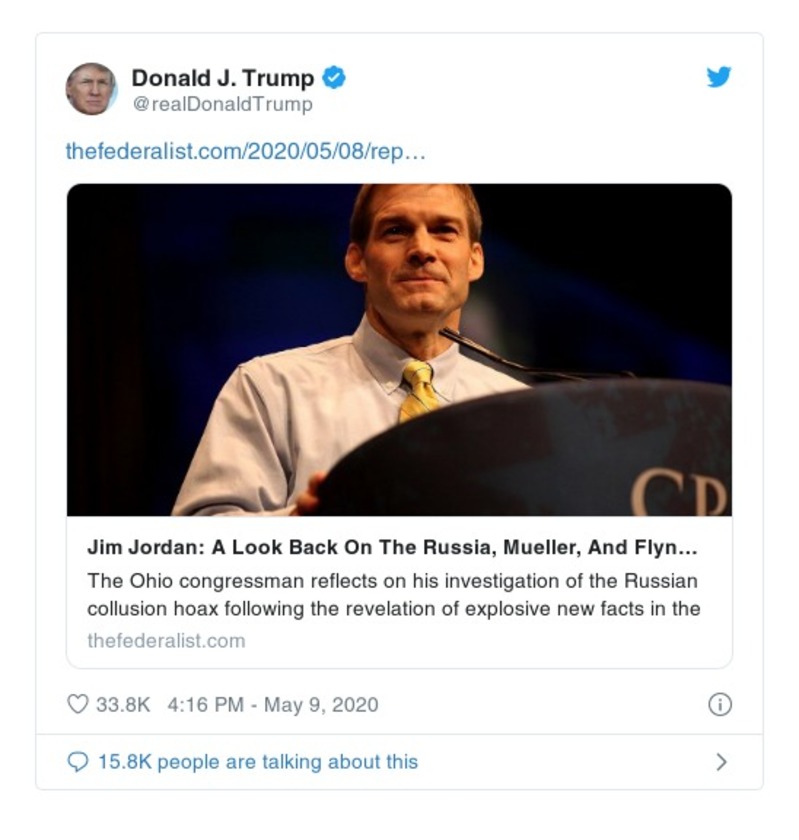 Donald J. Trump
@realDonaldTrump
thefederalist.com/2020/05/08/rep…
CP
Jim Jordan: A Look Back On The Russia, Mueller, And Flyn…
The Ohio congressman reflects on his investigation of the Russian
collusion hoax following the revelation of explosive new facts in the
thefederalist.com
33.8K 4:16 PM - May 9, 2020
15.8K people are talking about this